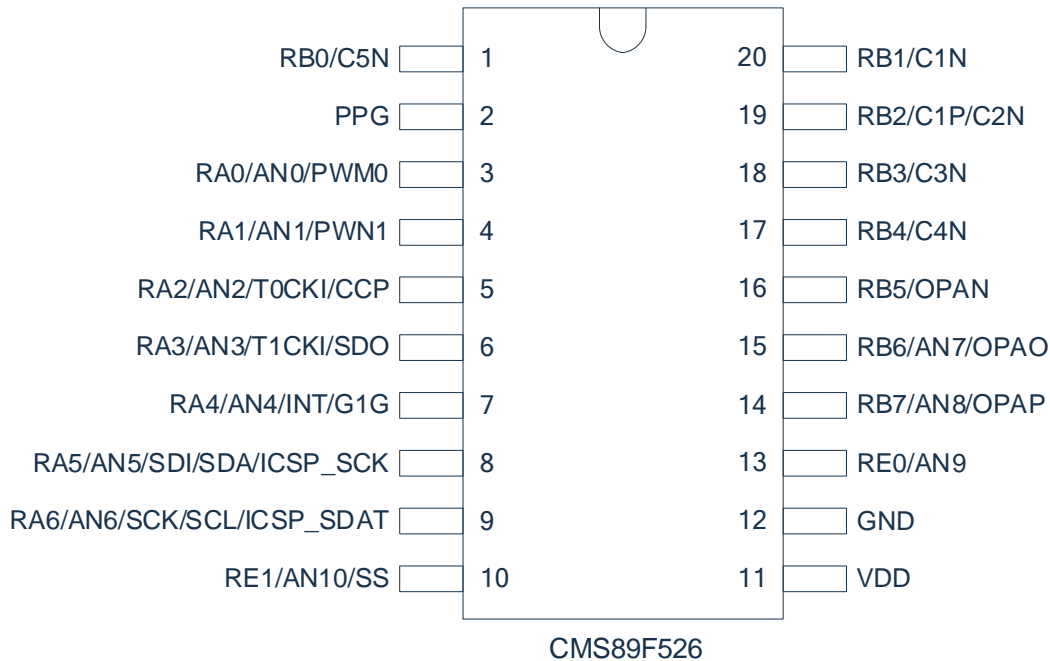 RB0/C5N 1 20 RB1/C1N
PPG 2 19 RB2/C1P/C2N
RA0/AN0/PWM0 3 18 RB3/C3N
RA1/AN1/PWN1 4 17 RB4/C4N
RA2/AN2/T0CKI/CCP 5 16 RB5/OPAN
RA3/AN3/T1CKI/SDO 6 15 RB6/AN7/OPAO
RA4/AN4/INT/G1G 7 14 RB7/AN8/OPAP
RA5/AN5/SDI/SDA/ICSP_SCK 8 13 RE0/AN9
RA6/AN6/SCK/SCL/ICSP_SDAT 9 12 GND
RE1/AN10/SS 10 11 VDD
CMS89F526